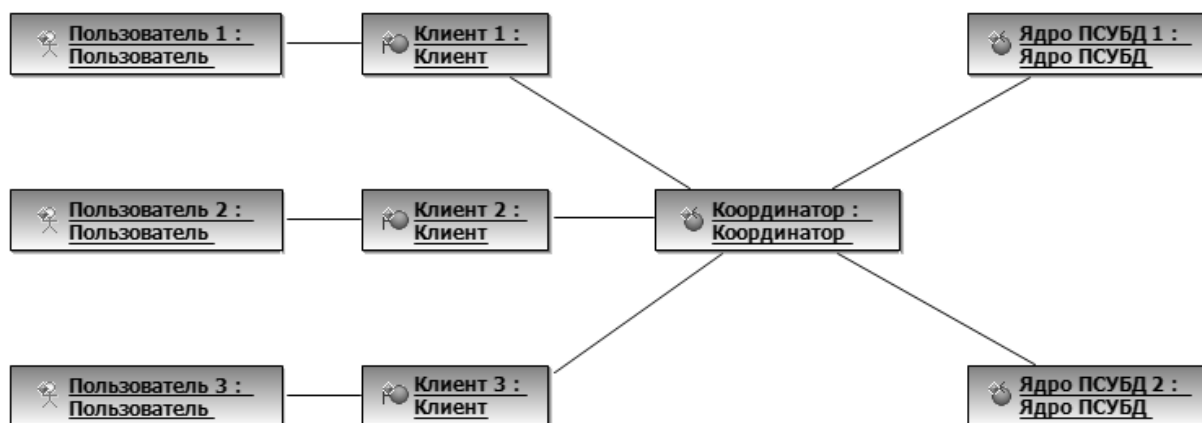 Пользователь 1 :
Пользователь
Клиент 1 :
Клиент
Ядро ПСУБД 1 :
Ядро ПСУБД
Пользователь 2 :
Пользователь
Клиент 2 :
Клиент
Координатор :
Координатор
Пользователь 3 :
Пользователь
Клиент 3 :
Клиент
Ядро ПСУБД 2 :
Ядро ПСУБД